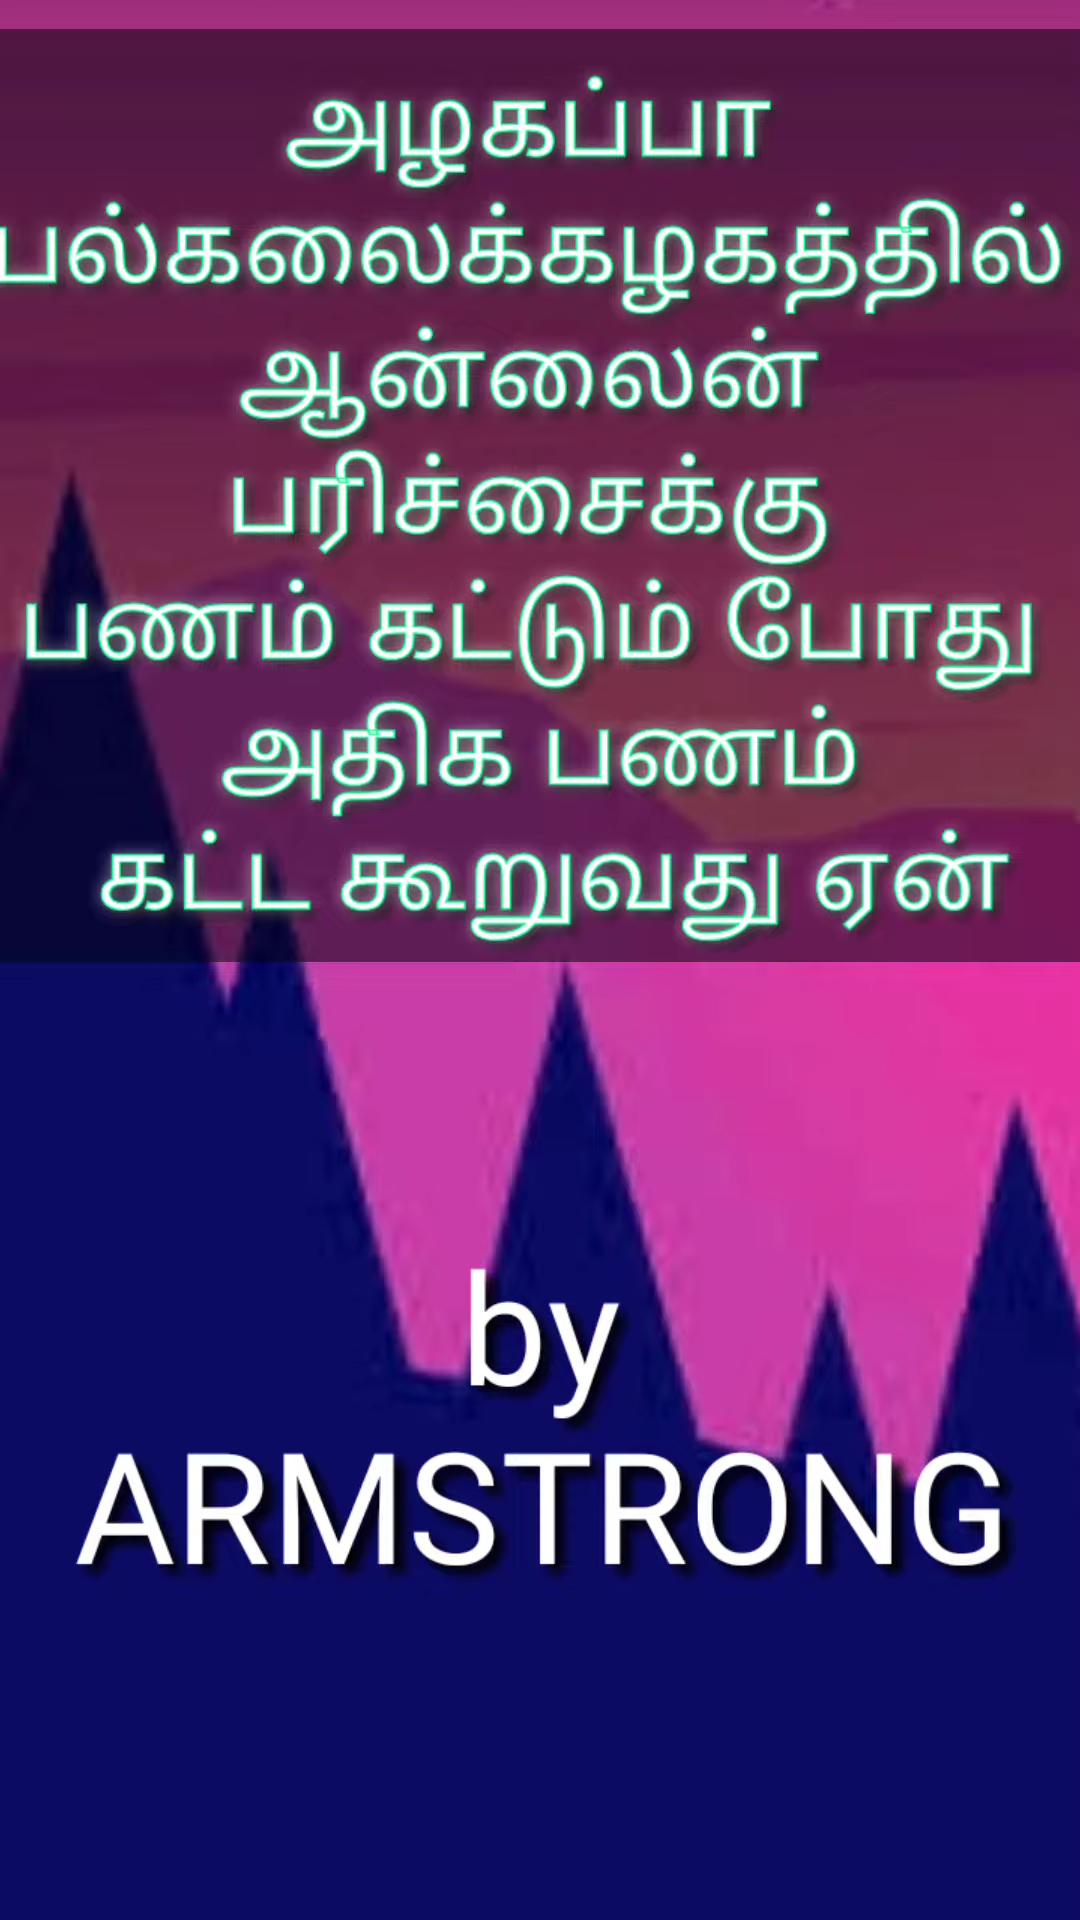 அழகப்பா
பல்கலைக்கழகத்தில்
ஆன்லைன்
பரிச்சைக்கு
பணம் கட்டும் போது
அதிக பணம்
கட்ட கூறுவது ஏன்
by
ARMSTRONG